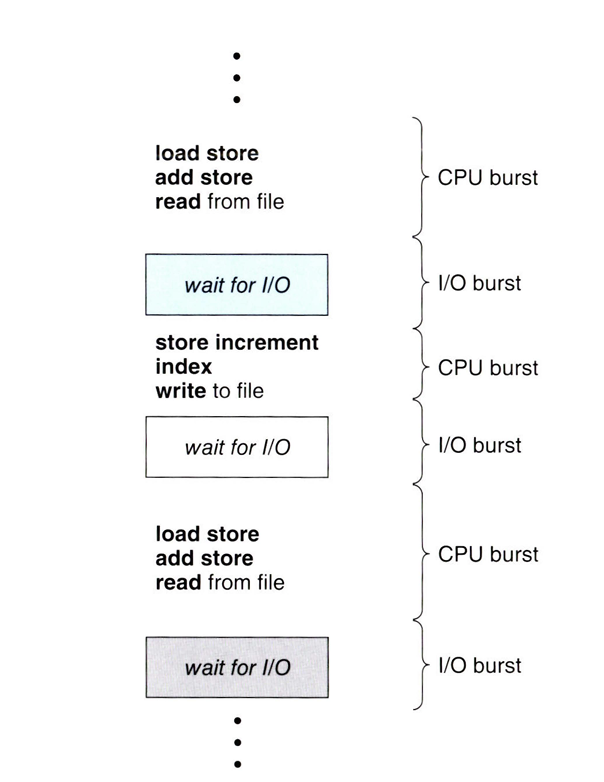 load store
add store
read from file
CPU burst
wait for I/O
I/O burst
store increment
index
write to file
CPU burst
wait for I/O
I/O burst
load store
add store
read from file
CPU burst
wait for I/O
I/O burst